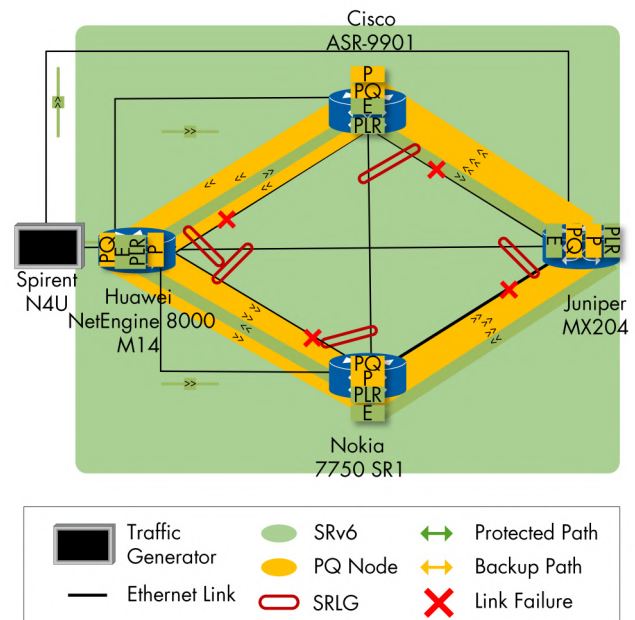 Cisco
ASR-9901
P
PQ
E
PLR
>>
>>
PQ
E
PLR
P
E
PQ
P
PLR
Spirent
N4U
Huawei
NetEngine 8000
M14
Juniper
MX204
PQ
P
PLR
E
>>
Nokia
7750 SR1
Traffic
Generator
SRv6
Protected Path
PQ Node
Backup Path
Ethernet Link
SRLG
Link Failure